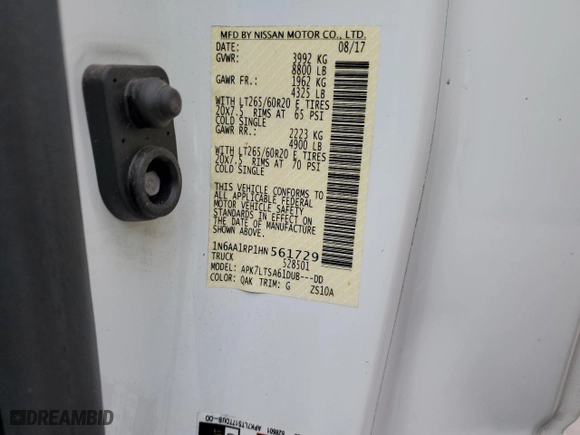 MFD BY NISSAN MOTOR CO., LTD.
DATE: 08/17
GVWR: 3992 KG
8800 LB
GAWR FR.: 1962 KG
4325 LB
WITH LT265/60R20 E TIRES
20X7.5 RIMS AT 65 PSI
COLD SINGLE
GAWR RR.: 2223 KG
4900 LB
WITH LT265/60R20 E TIRES
20X7.5 RIMS AT 70 PSI
COLD SINGLE
THIS VEHICLE CONFORMS TO
ALL APPLICABLE FEDERAL
MOTOR VEHICLE SAFETY
STANDARDS IN EFFECT ON
THE DATE OF MANUFACTURE
1N6AA1RP1HN561729
TRUCK 528501
MODEL: APK7LTSA61DUB---DD
COLOR: QAK TRIM: G ZS10A
528501
DREAMBID